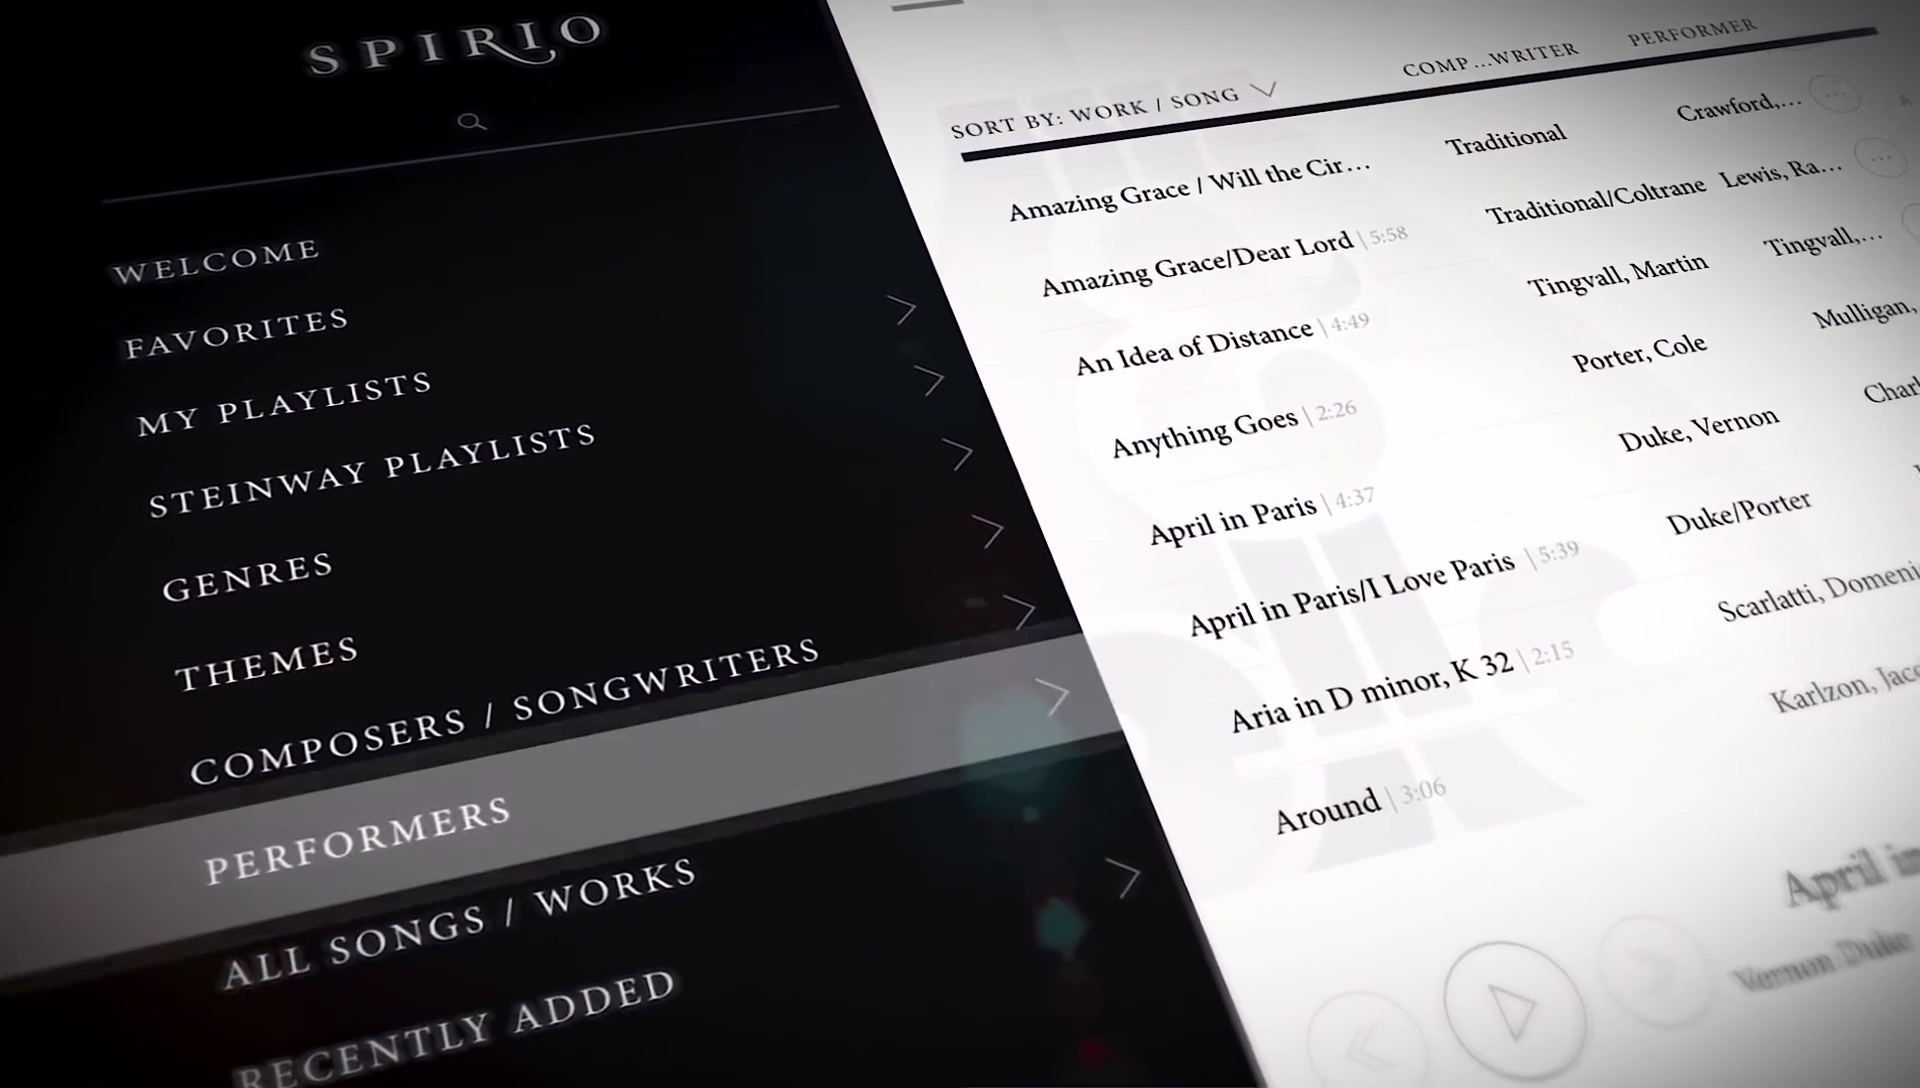 SPIRIO
WELCOME
FAVORITES
MY PLAYLISTS
STEINWAY PLAYLISTS
GENRES
THEMES
COMPOSERS / SONGWRITERS
PERFORMERS
ALL SONGS / WORKS
RECENTLY ADDED
SORT BY: WORK / SONG COMP...WRITER PERFORMER
Amazing Grace / Will the Cir... Traditional Crawford,...
Amazing Grace/Dear Lord | 5:58 Traditional/Coltrane Lewis, Ra...
An Idea of Distance | 4:49 Tingvall, Martin Tingvall,...
Anything Goes | 2:26 Porter, Cole Mulligan,
April in Paris | 4:37 Duke, Vernon
April in Paris/I Love Paris | 5:39 Duke/Porter
Aria in D minor, K 32 | 2:15 Scarlatti,
Around | 3:06 Karlzon,
April in
Vernon Duke